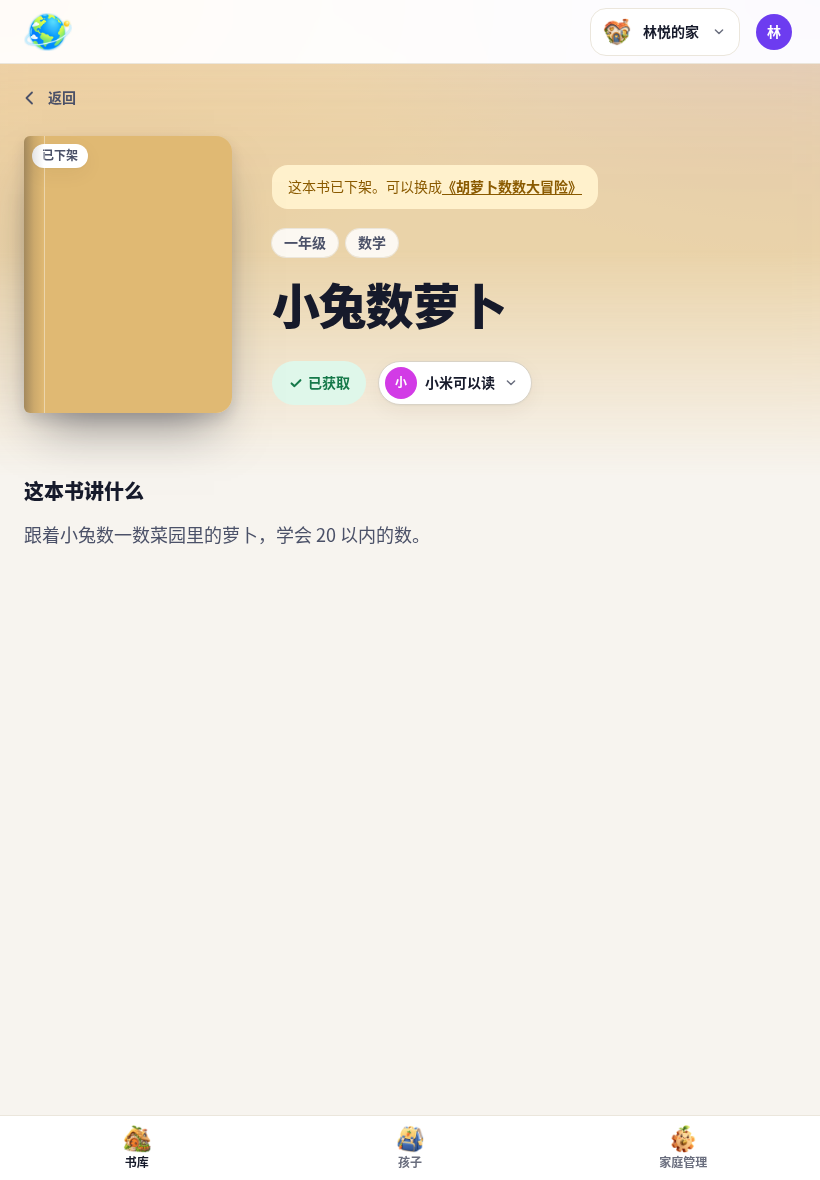 林悦的家
林
返回
已下架
这本书已下架。可以换成《胡萝卜数数大冒险》
一年级
数学
小兔数萝卜
已获取
小
小米可以读
这本书讲什么
跟着小兔数一数菜园里的萝卜，学会 20 以内的数。
书库
孩子
家庭管理